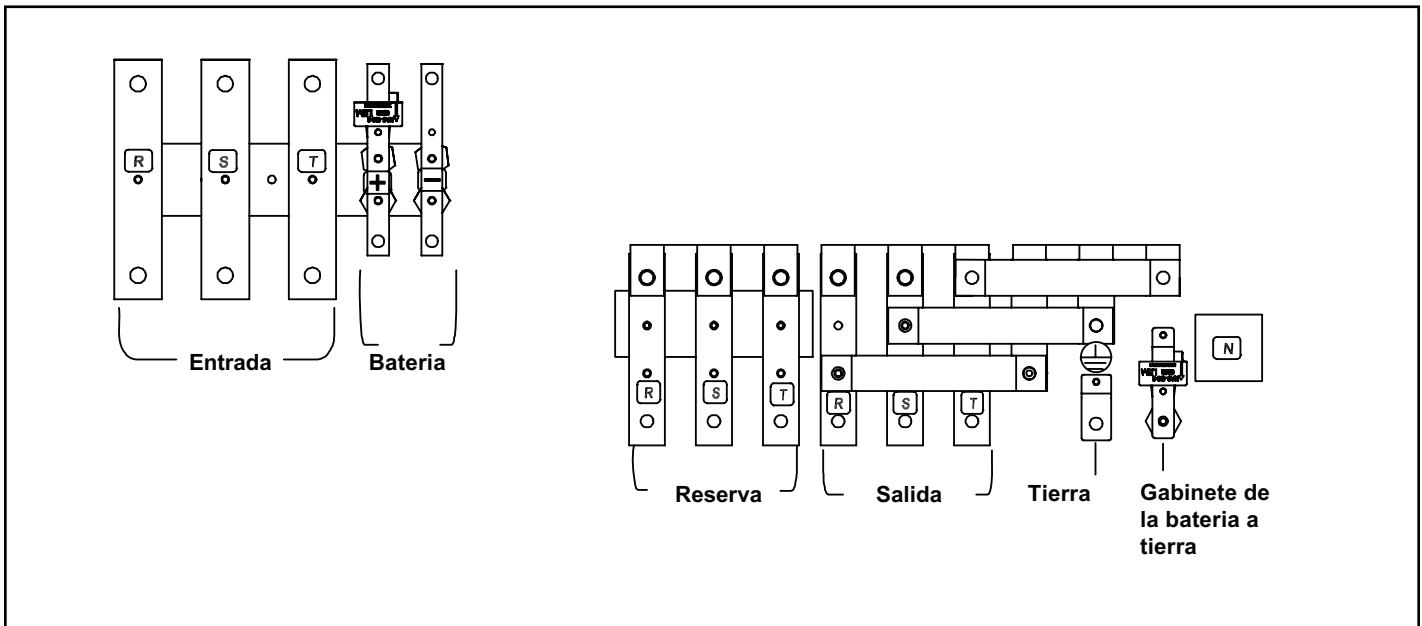 R S T
+ −
Entrada
Bateria
R S T
R S T
N
Reserva
Salida
Tierra
Gabinete de
la bateria a
tierra